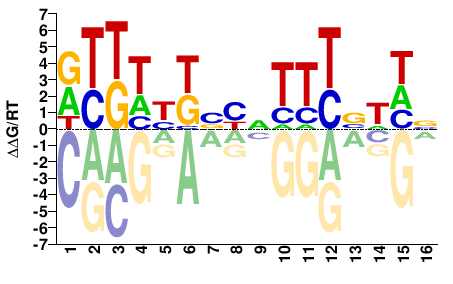 7
6
5
4
3
2
1
0
-1
-2
-3
-4
-5
-6
-7
ΔΔG/RT
G A T C
T C A G
T G A C
T A C G
T C A G
T G C A
C G A
C T A G
A C
T C A G
T C A G
T C A G
G C A
T A C G
T A C G
G C A
1 2 3 4 5 6 7 8 9 10 11 12 13 14 15 16